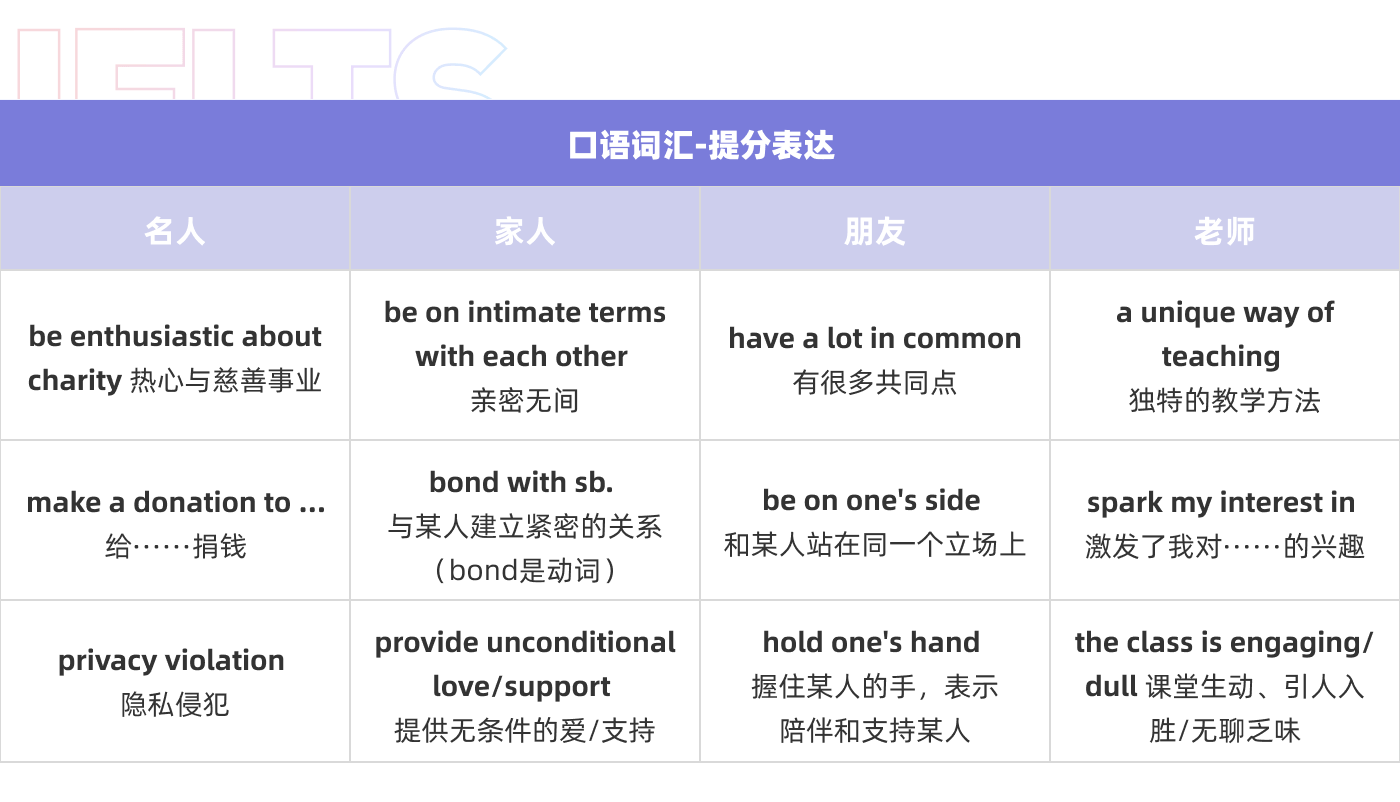 IELTS
口语词汇-提分表达
名人
家人
朋友
老师
be enthusiastic about
charity 热心与慈善事业
be on intimate terms
with each other
亲密无间
have a lot in common
有很多共同点
a unique way of
teaching
独特的教学方法
make a donation to ...
给……捐钱
bond with sb.
与某人建立紧密的关系
（bond是动词）
be on one's side
和某人站在同一个立场上
spark my interest in
激发了我对……的兴趣
privacy violation
隐私侵犯
provide unconditional
love/support
提供无条件的爱/支持
hold one's hand
握住某人的手，表示
陪伴和支持某人
the class is engaging/
dull 课堂生动、引人入
胜/无聊乏味